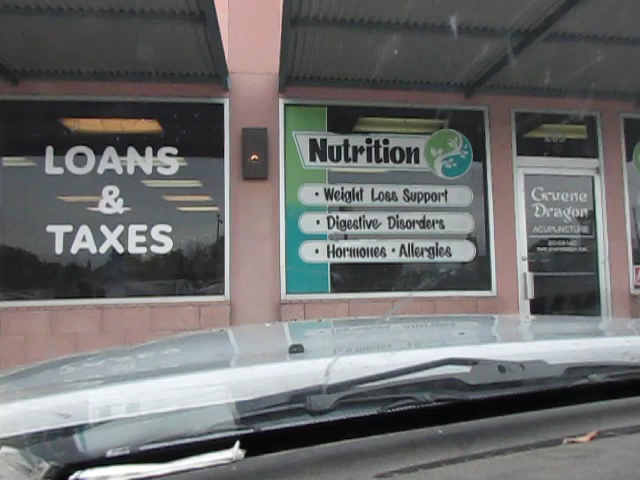 LOANS
&
TAXES
Nutrition
• Weight Loss Support
• Digestive Disorders
• Hormones • Allergies
Gruene
Dragon
ACUPUNCTURE